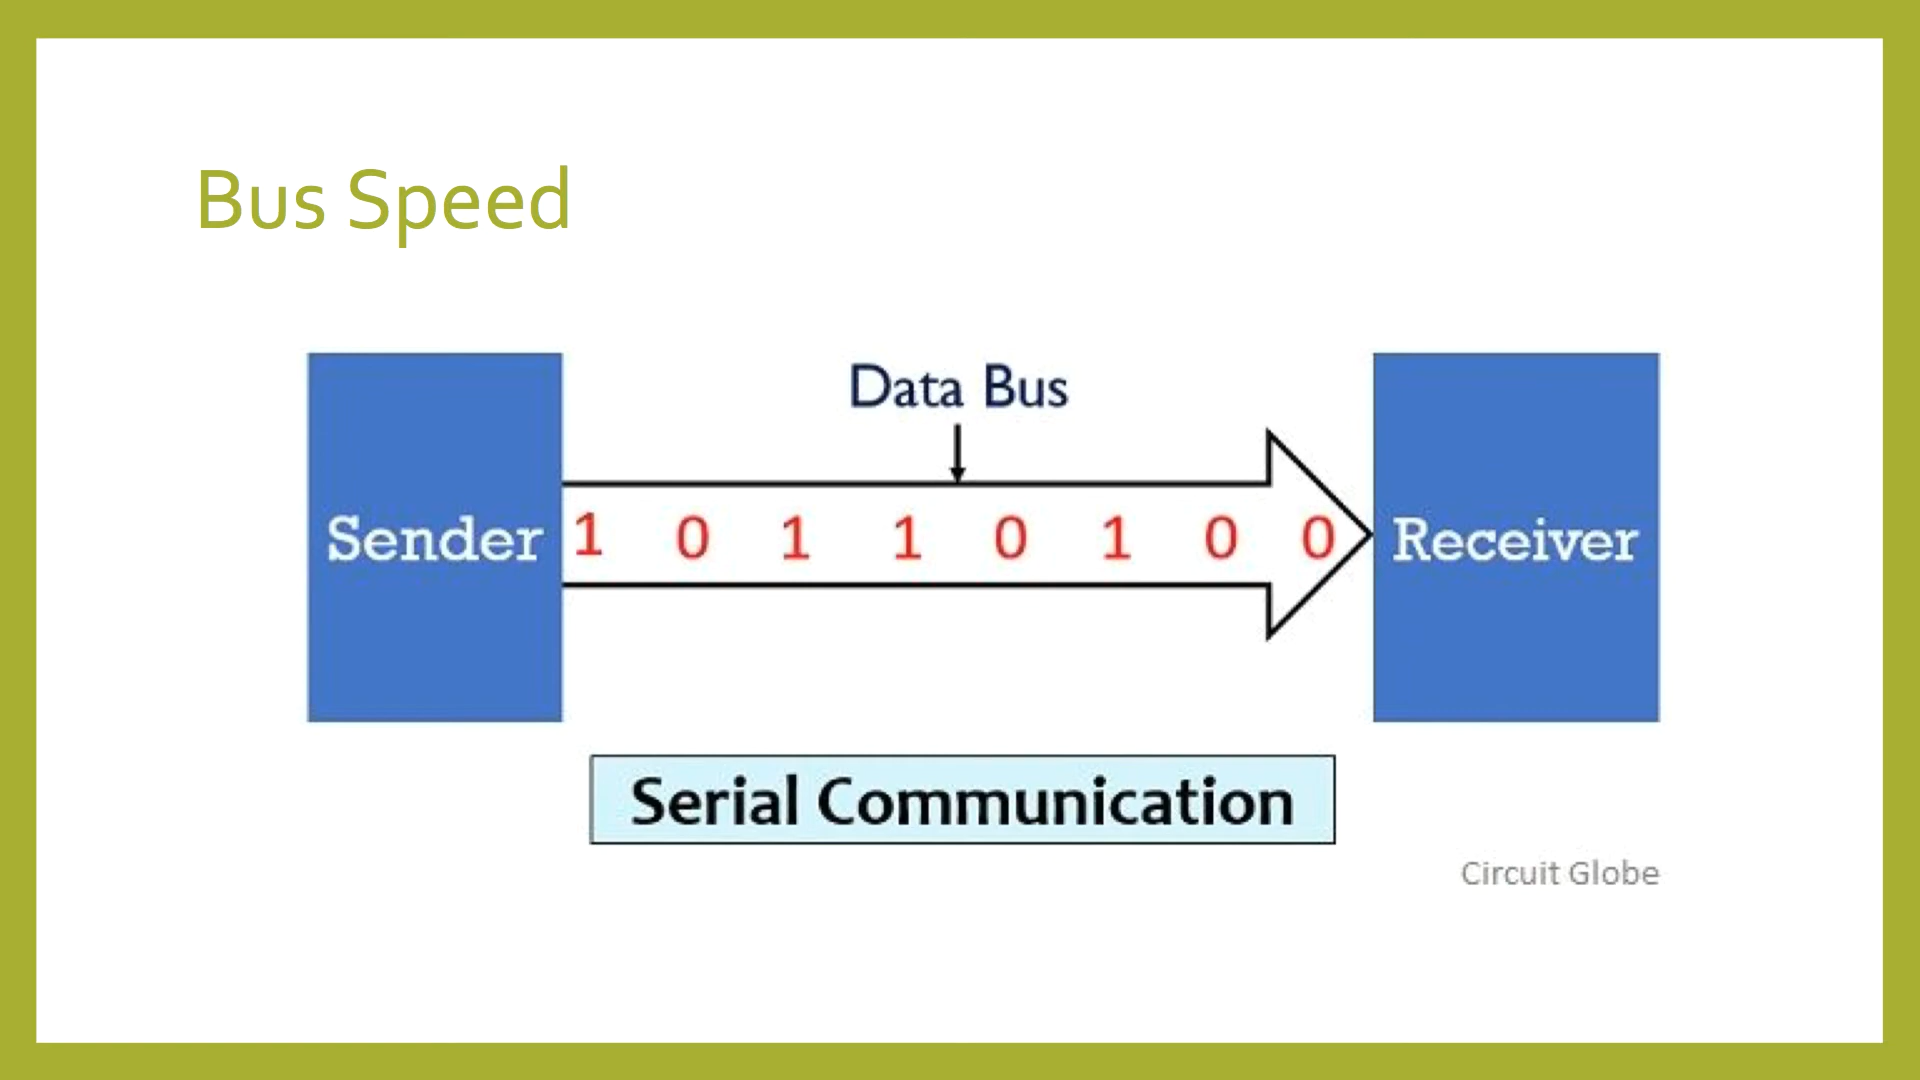 Bus Speed
Data Bus
Sender 1 0 1 1 0 1 0 0 Receiver
Serial Communication
Circuit Globe